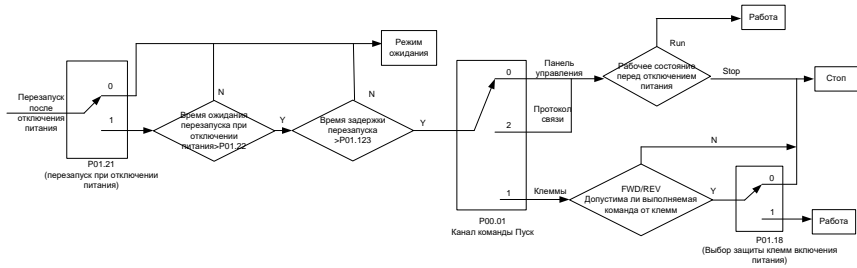 Перезапуск
после
отключения
питания
0
1
P01.21
(перезапуск при отключении
питания)
N
Время ожидания
перезапуска при
отключении
питания>P01.22
Y
N
Время задержки
перезапуска
>P01.123
Y
Режим
ожидания
0
2
1
P00.01
Канал команды Пуск
Панель
управления
Протокол
связи
Клеммы
Run
Рабочее состояние
перед отключением
питания
Работа
Stop
Стоп
N
FWD/REV
Допустима ли выполняемая
команда от клемм
Y
0
1
P01.18
(Выбор защиты клемм включения
питания)
Работа